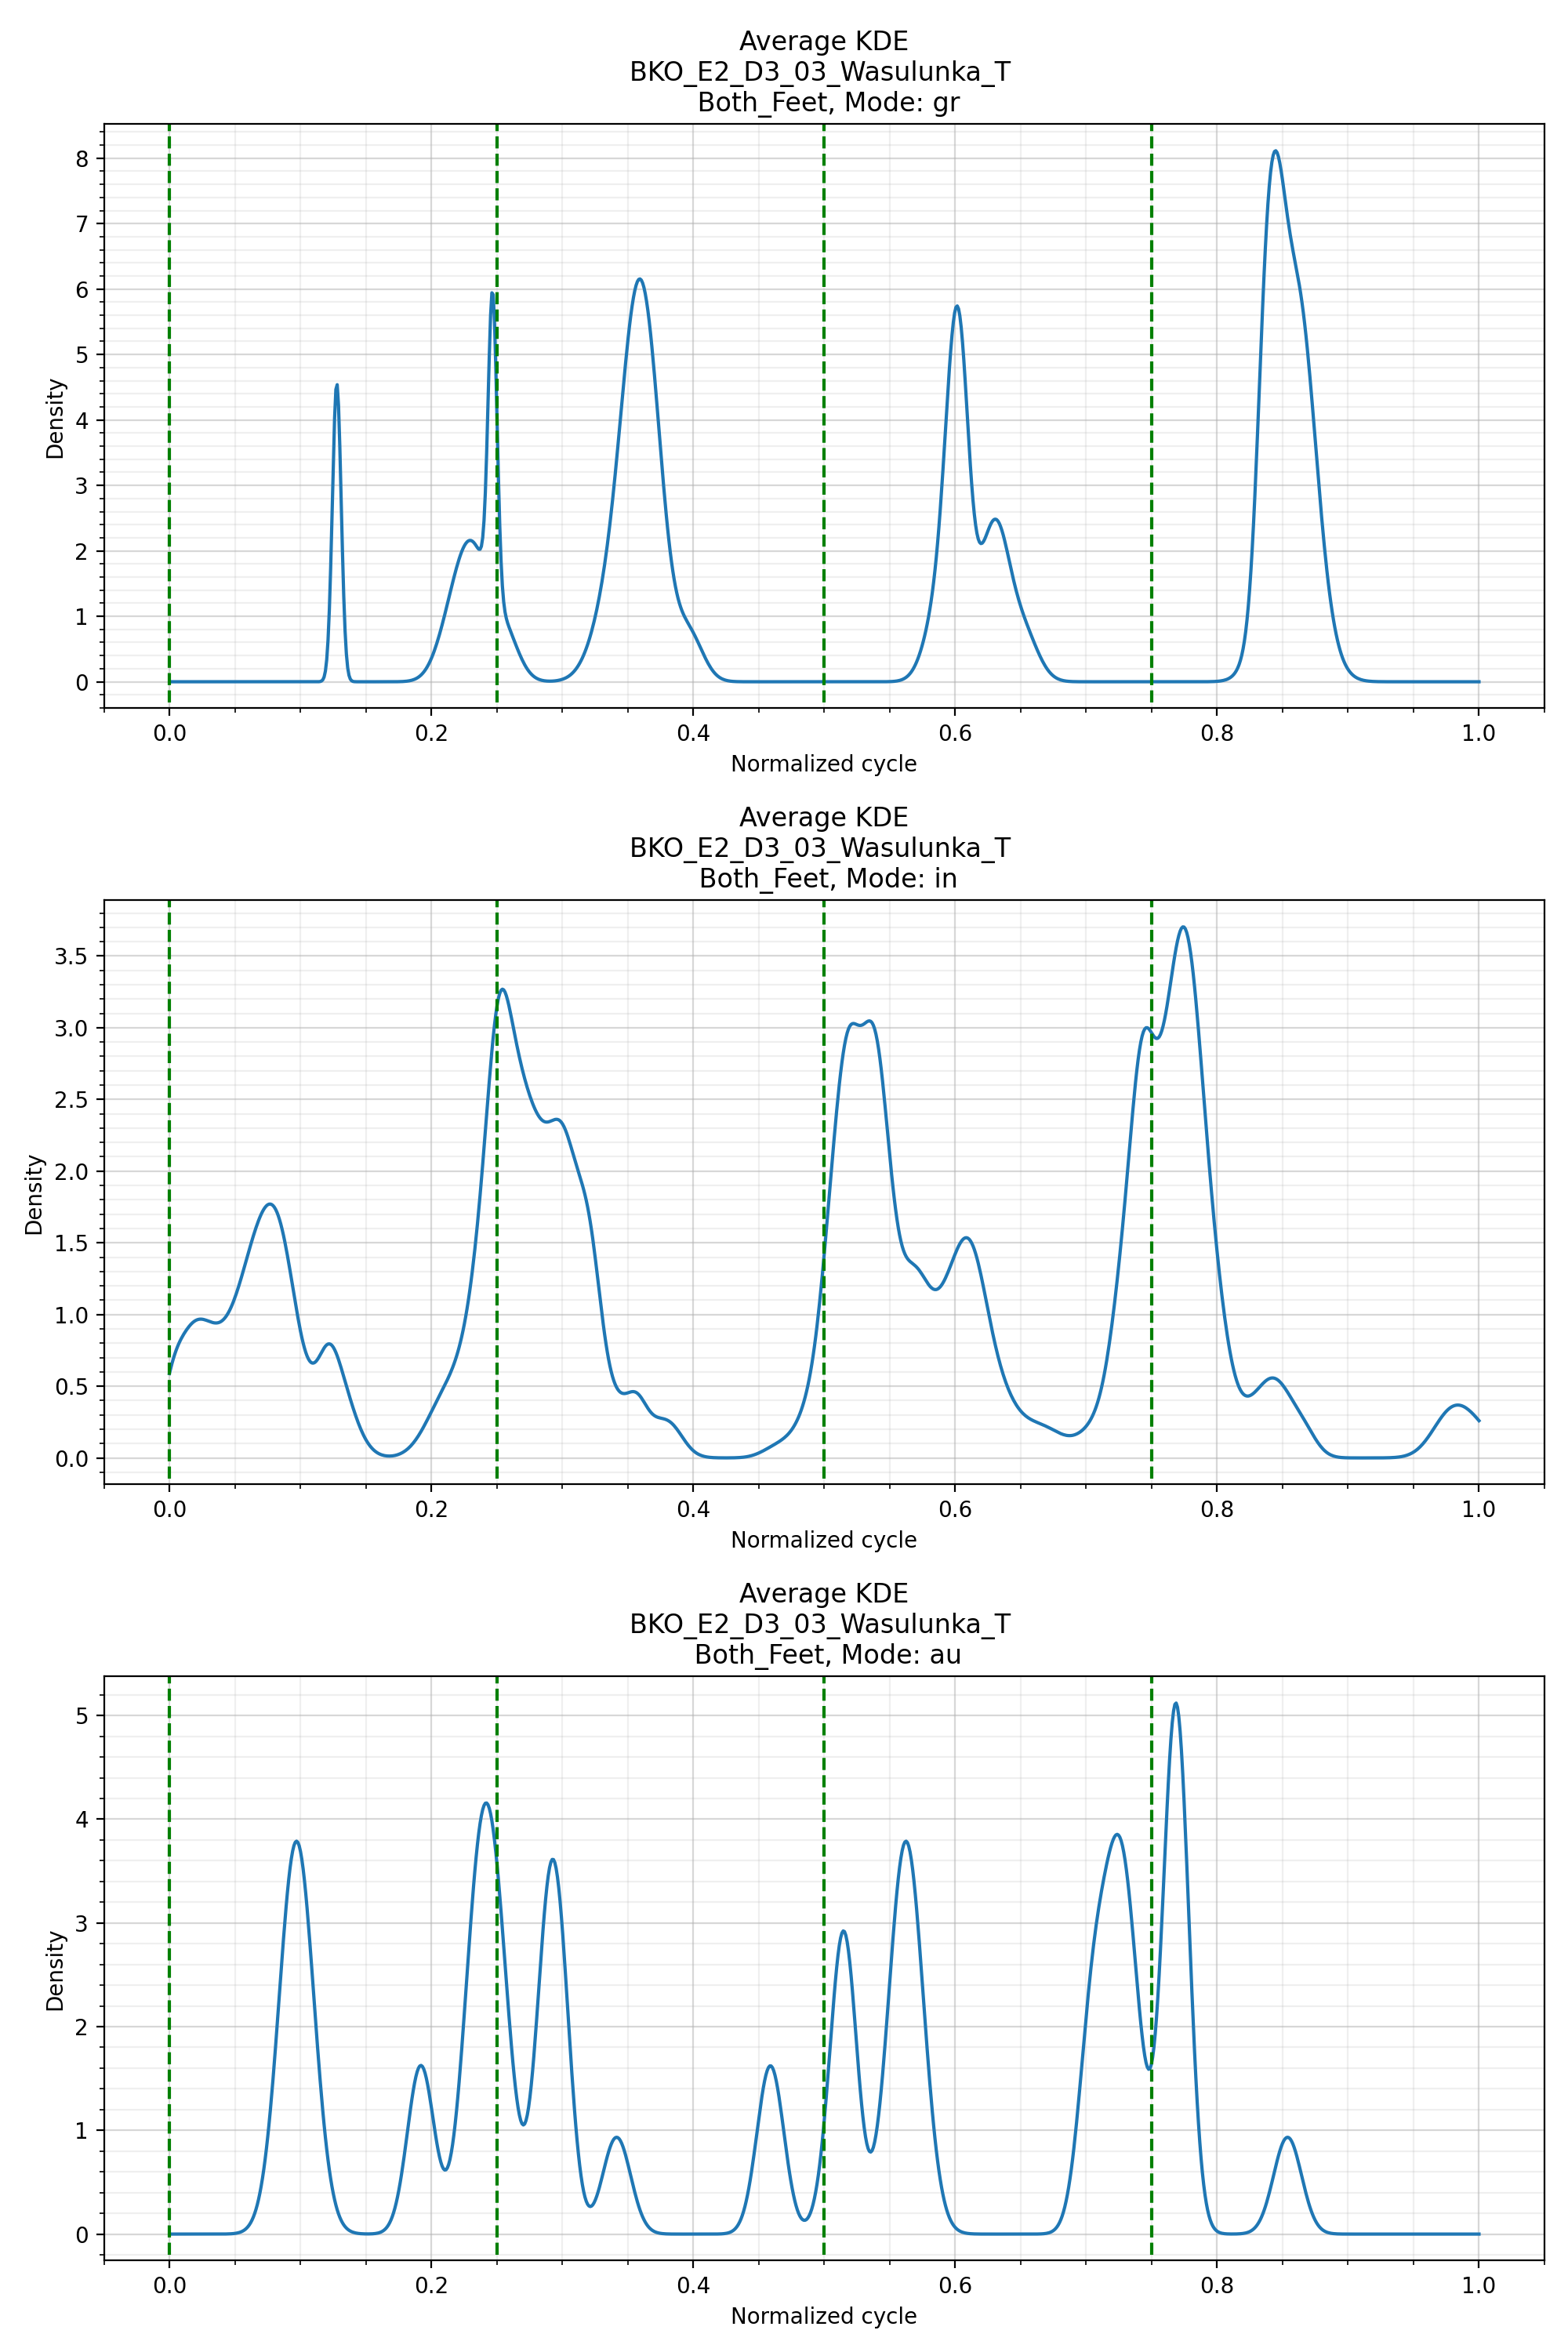 Average KDE
BKO_E2_D3_03_Wasulunka_T
Both_Feet, Mode: gr
8
7
6
5
4
3
2
1
0
Density
0.0 0.2 0.4 0.6 0.8 1.0
Normalized cycle
Average KDE
BKO_E2_D3_03_Wasulunka_T
Both_Feet, Mode: in
3.5
3.0
2.5
2.0
1.5
1.0
0.5
0.0
Density
0.0 0.2 0.4 0.6 0.8 1.0
Normalized cycle
Average KDE
BKO_E2_D3_03_Wasulunka_T
Both_Feet, Mode: au
5
4
3
2
1
0
Density
0.0 0.2 0.4 0.6 0.8 1.0
Normalized cycle